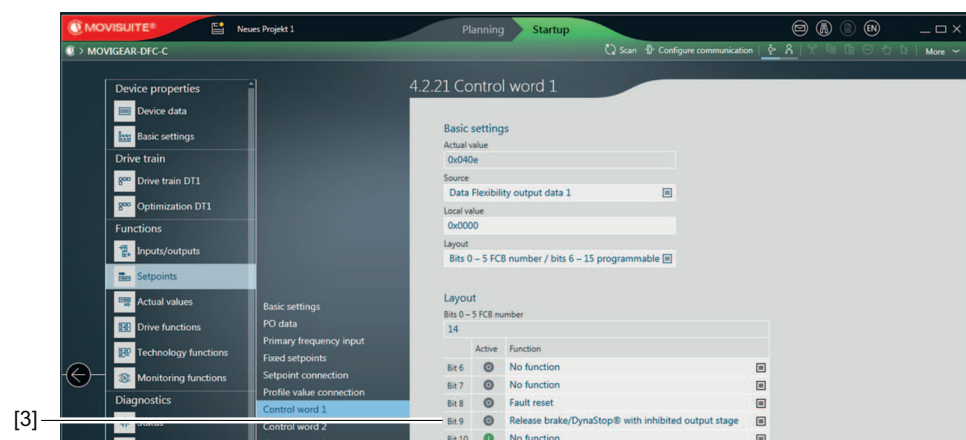 MOVISUITE®
Neues Projekt 1
Planning
Startup
EN
> MOVIGEAR-DFC-C
Scan
Configure communication
More
Device properties
Device data
Basic settings
Drive train
Drive train DT1
Optimization DT1
Functions
Inputs/outputs
Setpoints
Actual values
Drive functions
Technology functions
Monitoring functions
Diagnostics
Status
Basic settings
PO data
Primary frequency input
Fixed setpoints
Setpoint connection
Profile value connection
Control word 1
Control word 2
4.2.21 Control word 1
Basic settings
Actual value
0x040e
Source
Data Flexibility output data 1
Local value
0x0000
Layout
Bits 0 – 5 FCB number / bits 6 – 15 programmable
Layout
Bits 0 – 5 FCB number
14
Active Function
Bit 6 No function
Bit 7 No function
Bit 8 Fault reset
Bit 9 Release brake/DynaStop® with inhibited output stage
Bit 10 No function
[3]